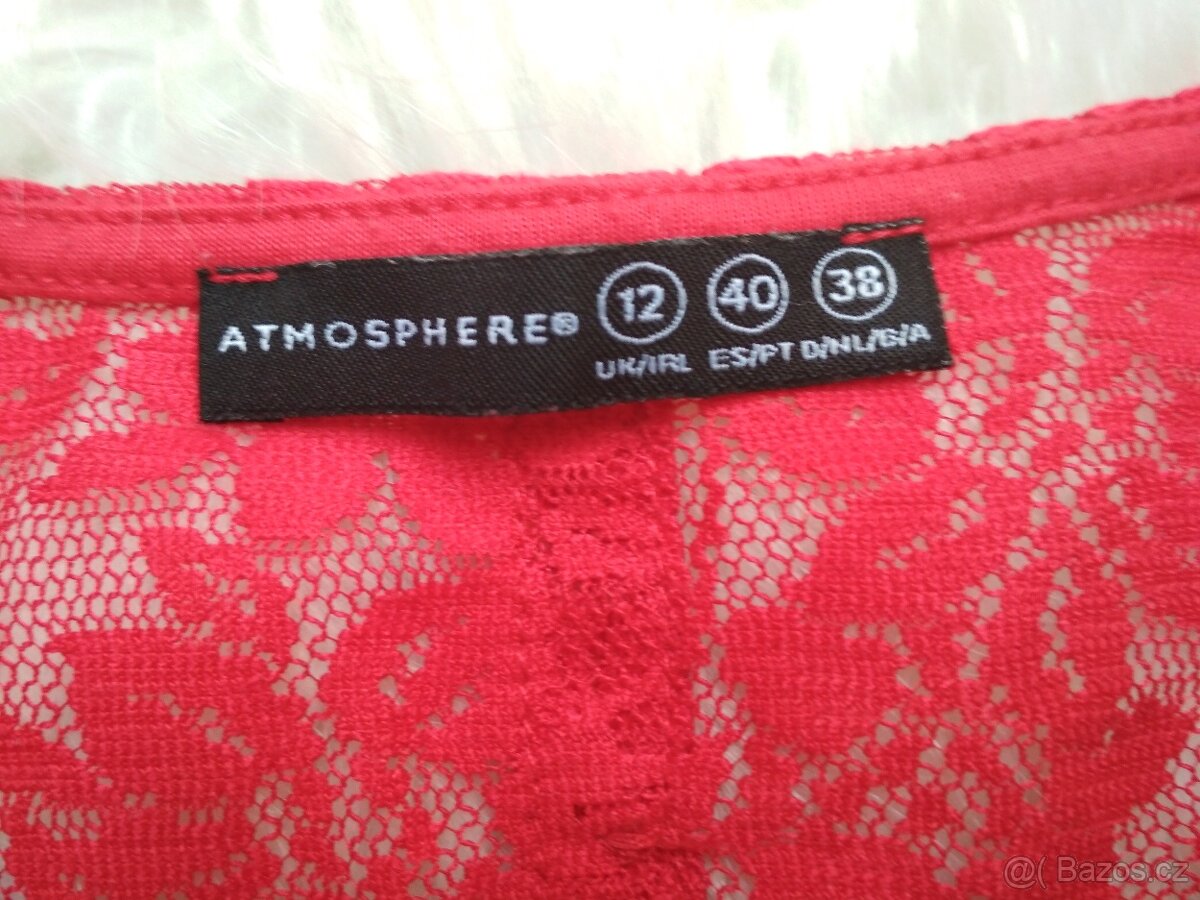 ATMOSPHERE® 12 40 38
UK/IRL ES/PT D/NL/B/A
@( Bazos.cz